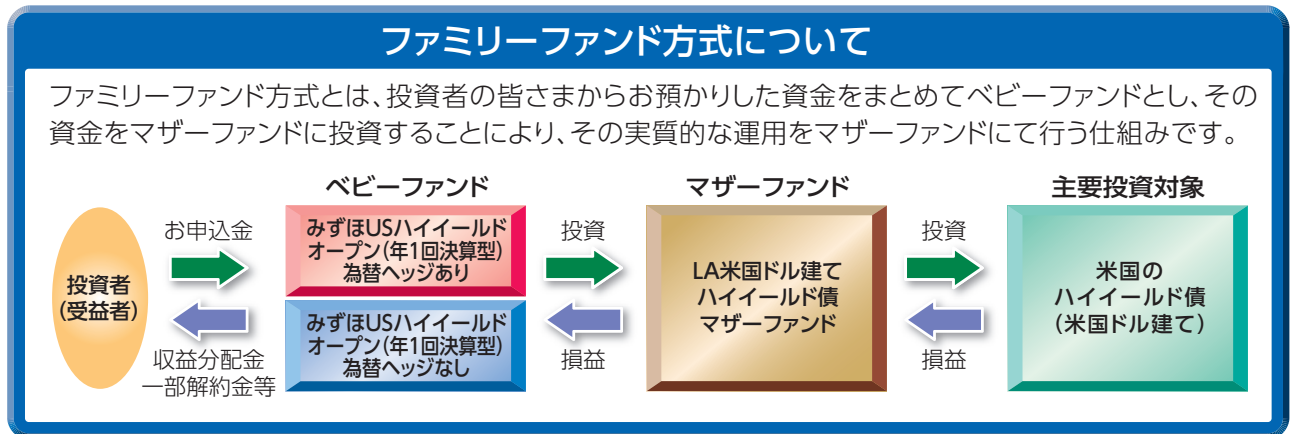 ファミリーファンド方式について
ファミリーファンド方式とは、投資者の皆さまからお預かりした資金をまとめてベビーファンドとし、その
資金をマザーファンドに投資することにより、その実質的な運用をマザーファンドにて行う仕組みです。
ベビーファンド
マザーファンド
主要投資対象
投資者
(受益者)
お申込金
収益分配金
一部解約金等
みずほUSハイイールド
オープン(年1回決算型)
為替ヘッジあり
みずほUSハイイールド
オープン(年1回決算型)
為替ヘッジなし
投資
損益
LA米国ドル建て
ハイイールド債
マザーファンド
投資
損益
米国の
ハイイールド債
(米国ドル建て)